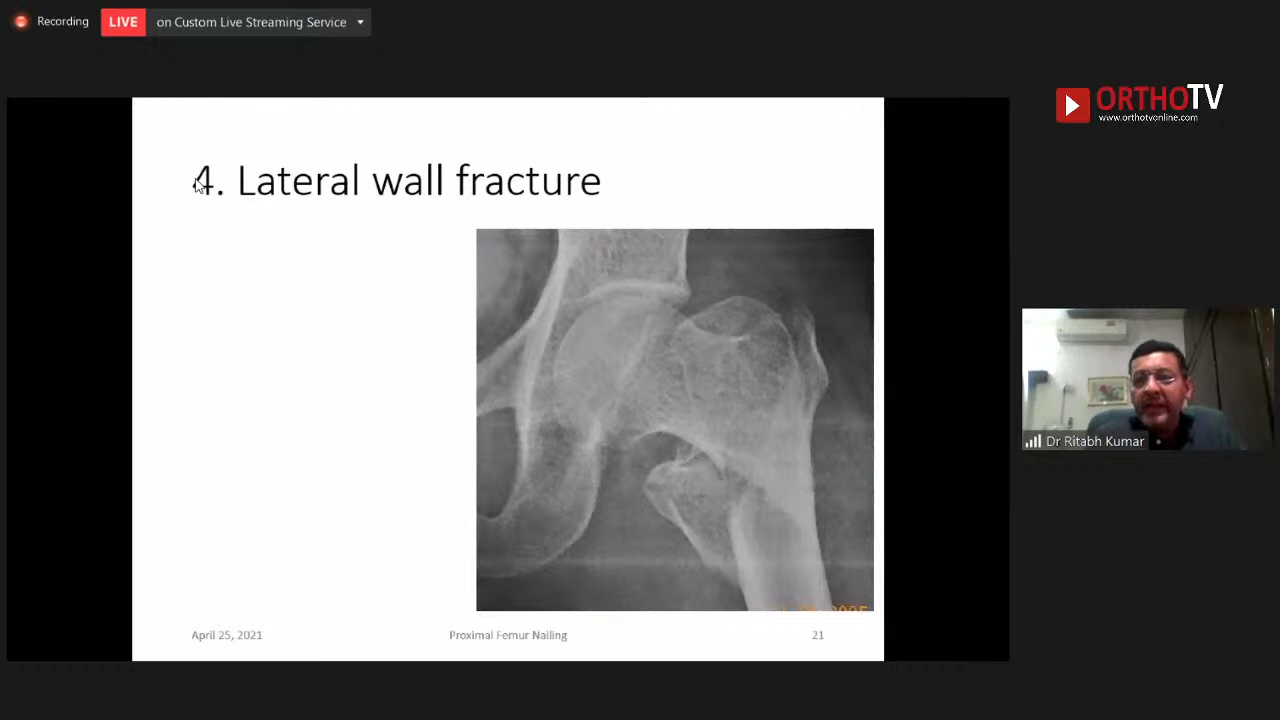 Recording
LIVE on Custom Live Streaming Service
ORTHOTV
www.orthotvonline.com
4. Lateral wall fracture
Dr Ritabh Kumar
April 25, 2021
Proximal Femur Nailing
21